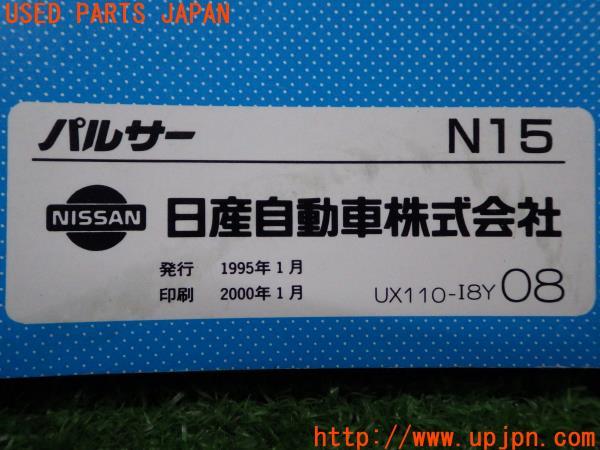 USED PARTS JAPAN
パルサー N15
NISSAN 日産自動車株式会社
発行 1995年1月
印刷 2000年1月 UX110-I8Y08
http://www.upjpn.com